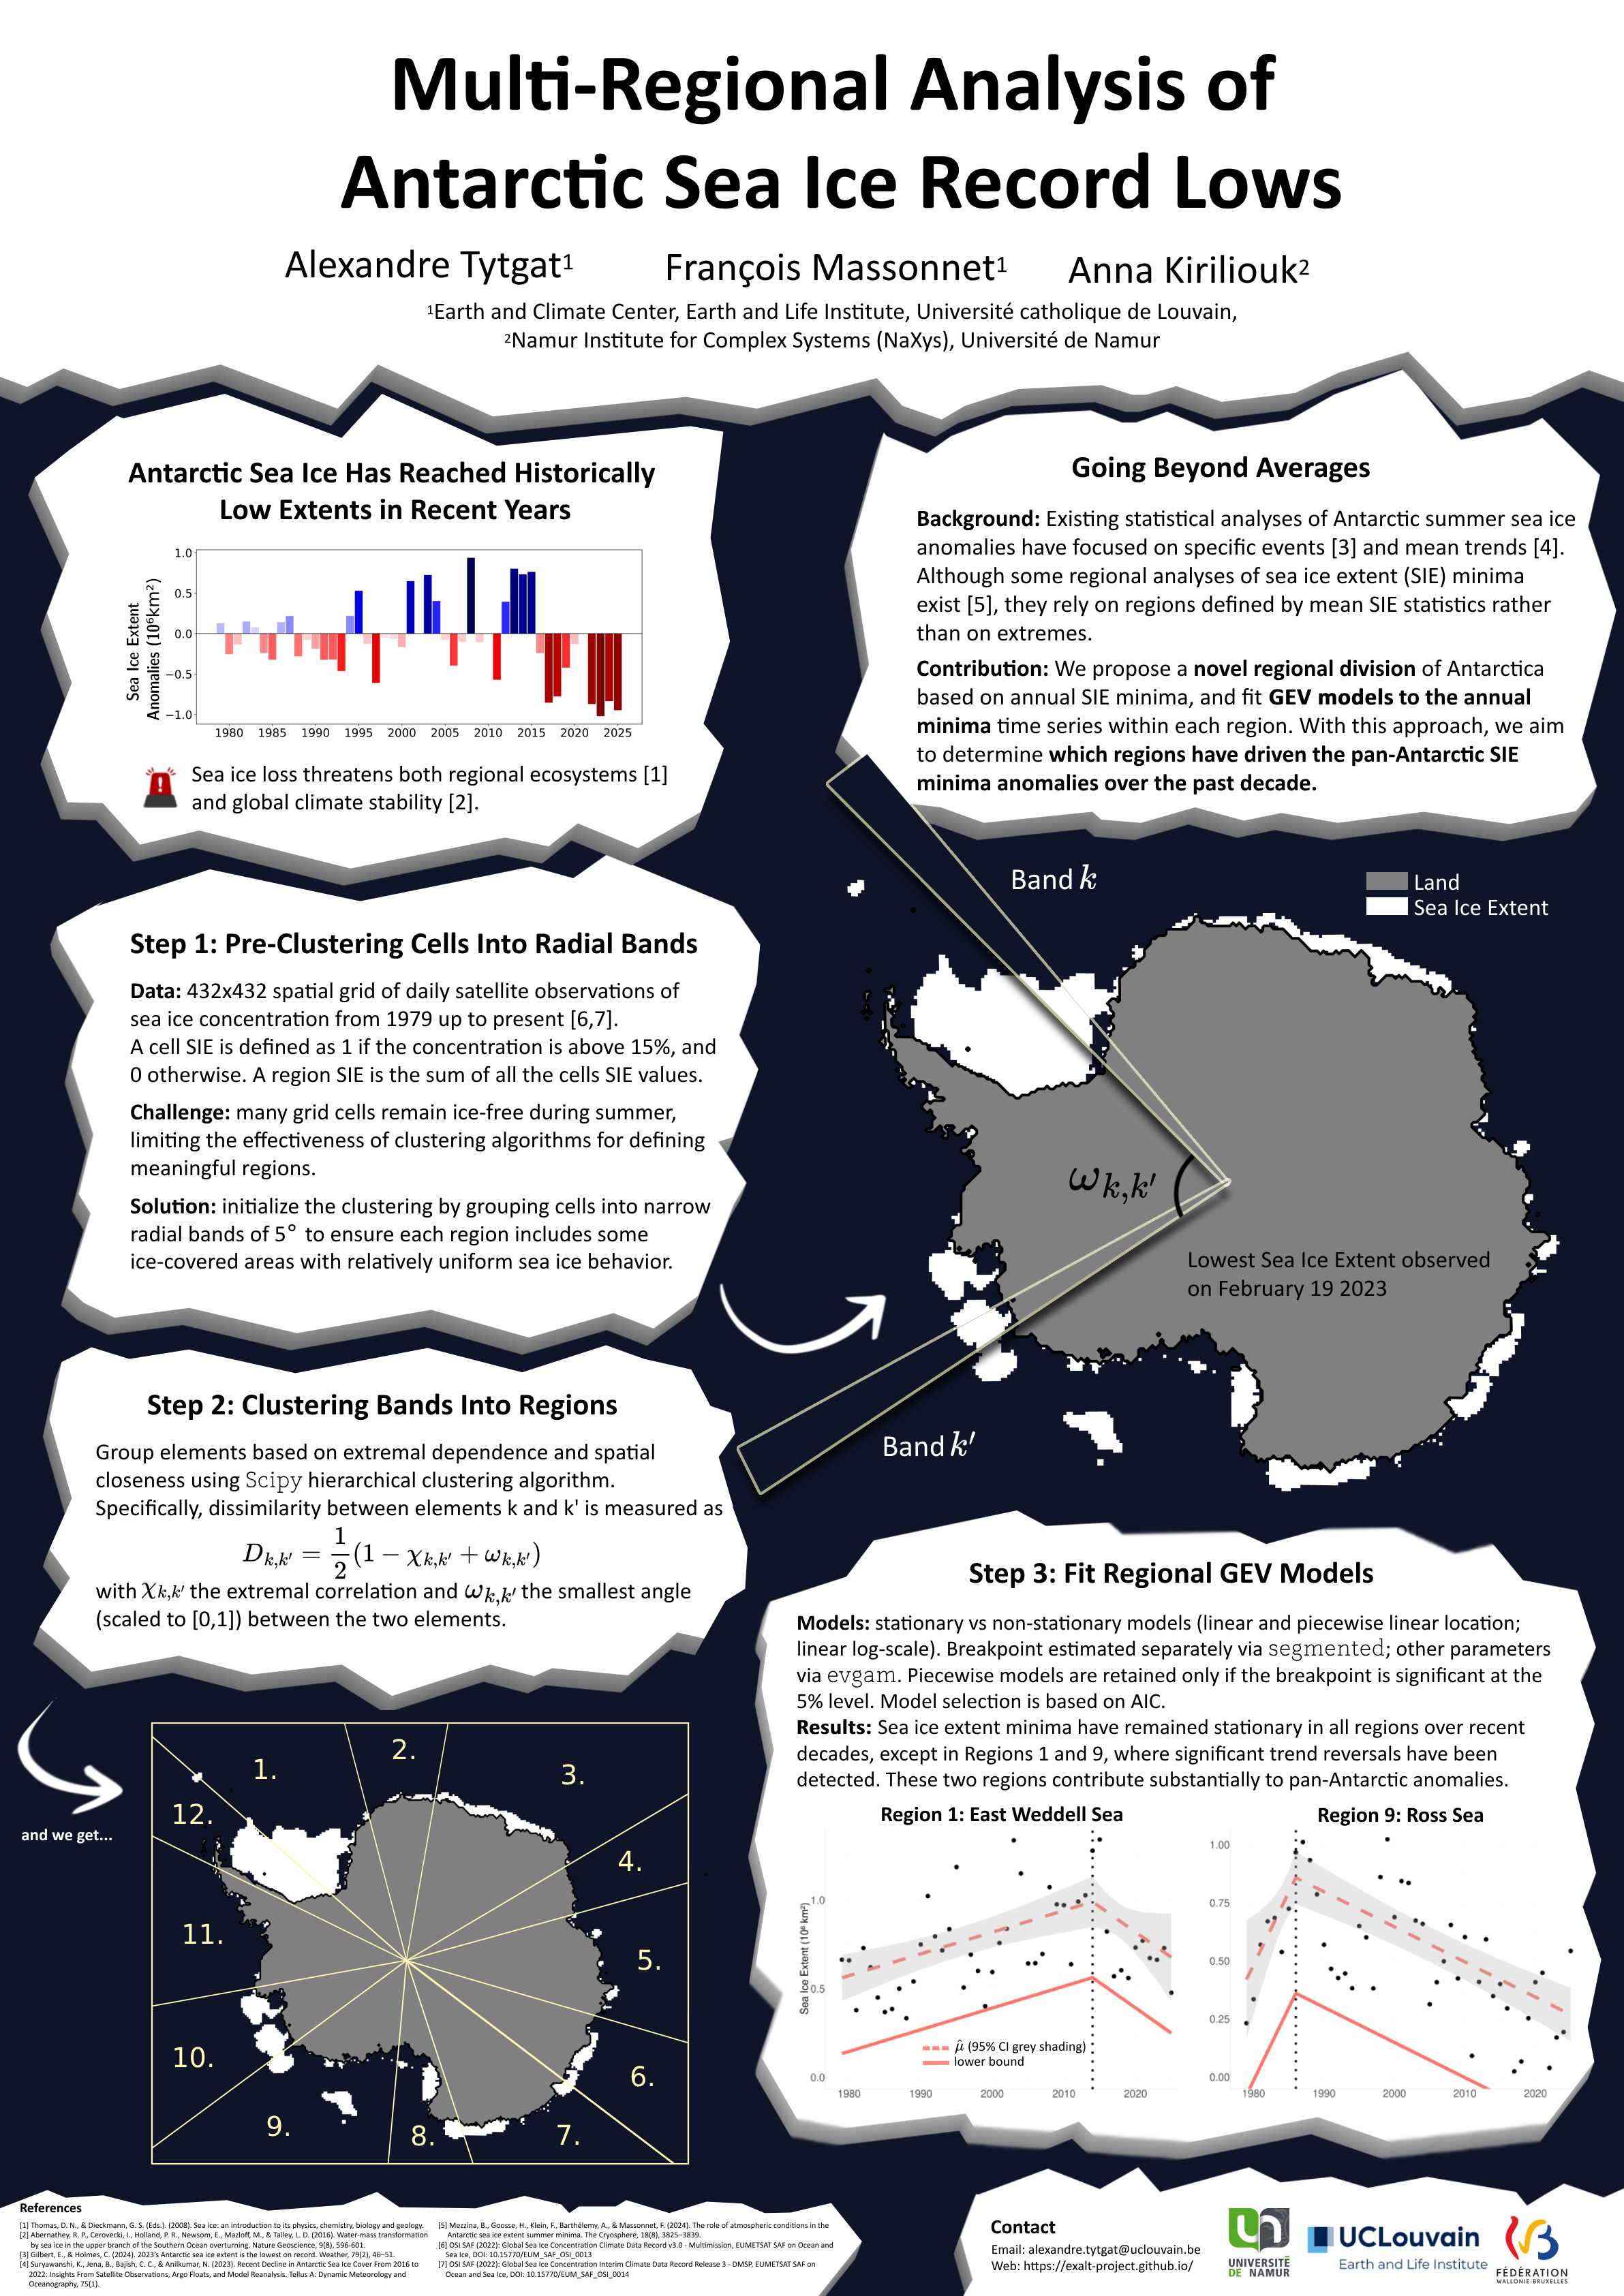 Multi-Regional Analysis of
Antarctic Sea Ice Record Lows
Alexandre Tytgat¹ François Massonnet¹ Anna Kiriliouk²
¹Earth and Climate Center, Earth and Life Institute, Université catholique de Louvain,
²Namur Institute for Complex Systems (NaXys), Université de Namur
Antarctic Sea Ice Has Reached Historically
Low Extents in Recent Years
Sea Ice Extent
Anomalies (10⁶km²)
1.0
0.5
0.0
−0.5
−1.0
1980 1985 1990 1995 2000 2005 2010 2015 2020 2025
Sea ice loss threatens both regional ecosystems [1]
and global climate stability [2].
Going Beyond Averages
Background: Existing statistical analyses of Antarctic summer sea ice
anomalies have focused on specific events [3] and mean trends [4].
Although some regional analyses of sea ice extent (SIE) minima
exist [5], they rely on regions defined by mean SIE statistics rather
than on extremes.
Contribution: We propose a novel regional division of Antarctica
based on annual SIE minima, and fit GEV models to the annual
minima time series within each region. With this approach, we aim
to determine which regions have driven the pan-Antarctic SIE
minima anomalies over the past decade.
Step 1: Pre-Clustering Cells Into Radial Bands
Data: 432x432 spatial grid of daily satellite observations of
sea ice concentration from 1979 up to present [6,7].
A cell SIE is defined as 1 if the concentration is above 15%, and
0 otherwise. A region SIE is the sum of all the cells SIE values.
Challenge: many grid cells remain ice-free during summer,
limiting the effectiveness of clustering algorithms for defining
meaningful regions.
Solution: initialize the clustering by grouping cells into narrow
radial bands of 5° to ensure each region includes some
ice-covered areas with relatively uniform sea ice behavior.
Band k
Land
Sea Ice Extent
ω_{k,k'}
Lowest Sea Ice Extent observed
on February 19 2023
Band k'
Step 2: Clustering Bands Into Regions
Group elements based on extremal dependence and spatial
closeness using Scipy hierarchical clustering algorithm.
Specifically, dissimilarity between elements k and k' is measured as
D_{k,k'} = 1/2 (1 − χ_{k,k'} + ω_{k,k'})
with χ_{k,k'} the extremal correlation and ω_{k,k'} the smallest angle
(scaled to [0,1]) between the two elements.
and we get...
1.
2.
3.
4.
5.
6.
7.
8.
9.
10.
11.
12.
Step 3: Fit Regional GEV Models
Models: stationary vs non-stationary models (linear and piecewise linear location;
linear log-scale). Breakpoint estimated separately via segmented; other parameters
via evgam. Piecewise models are retained only if the breakpoint is significant at the
5% level. Model selection is based on AIC.
Results: Sea ice extent minima have remained stationary in all regions over recent
decades, except in Regions 1 and 9, where significant trend reversals have been
detected. These two regions contribute substantially to pan-Antarctic anomalies.
Region 1: East Weddell Sea
Sea Ice Extent (10⁶ km²)
1.0
0.5
0.0
μ̂ (95% CI grey shading)
lower bound
1980 1990 2000 2010 2020
Region 9: Ross Sea
1.00
0.75
0.50
0.25
0.00
1980 1990 2000 2010 2020
References
[1] Thomas, D. N., & Dieckmann, G. S. (Eds.). (2008). Sea ice: an introduction to its physics, chemistry, biology and geology.
[2] Abernathey, R. P., Cerovecki, I., Holland, P. R., Newsom, E., Mazloff, M., & Talley, L. D. (2016). Water-mass transformation
by sea ice in the upper branch of the Southern Ocean overturning. Nature Geoscience, 9(8), 596-601.
[3] Gilbert, E., & Holmes, C. (2024). 2023's Antarctic sea ice extent is the lowest on record. Weather, 79(2), 46–51.
[4] Suryawanshi, K., Jena, B., Bajish, C. C., & Anilkumar, N. (2023). Recent Decline in Antarctic Sea Ice Cover From 2016 to
2022: Insights From Satellite Observations, Argo Floats, and Model Reanalysis. Tellus A: Dynamic Meteorology and
Oceanography, 75(1).
[5] Mezzina, B., Goosse, H., Klein, F., Barthélemy, A., & Massonnet, F. (2024). The role of atmospheric conditions in the
Antarctic sea ice extent summer minima. The Cryosphere, 18(8), 3825–3839.
[6] OSI SAF (2022): Global Sea Ice Concentration Climate Data Record v3.0 - Multimission, EUMETSAT SAF on Ocean and
Sea Ice, DOI: 10.15770/EUM_SAF_OSI_0013
[7] OSI SAF (2022): Global Sea Ice Concentration Interim Climate Data Record Release 3 - DMSP, EUMETSAT SAF on
Ocean and Sea Ice, DOI: 10.15770/EUM_SAF_OSI_0014
Contact
Email: alexandre.tytgat@uclouvain.be
Web: https://exalt-project.github.io/
UNIVERSITÉ
DE NAMUR
UCLouvain
Earth and Life Institute
FÉDÉRATION
WALLONIE-BRUXELLES